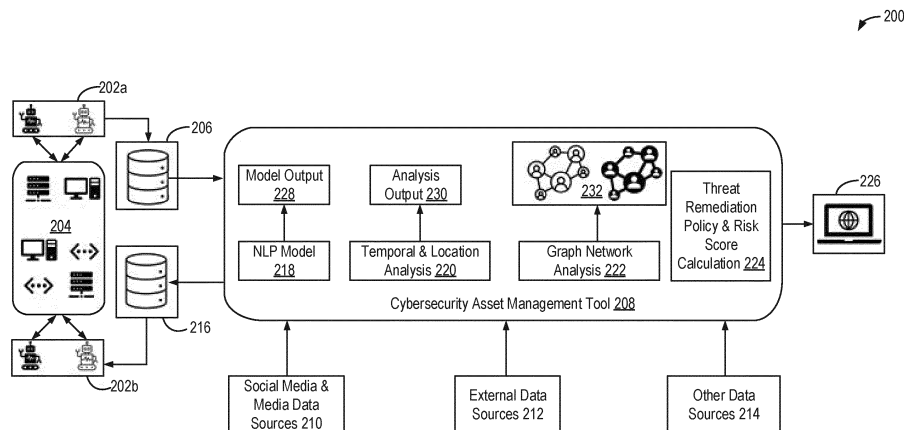 200
202a
206
204
216
202b
Model Output
228
Analysis
Output 230
232
Threat
Remediation
Policy & Risk
Score
Calculation 224
226
NLP Model
218
Temporal & Location
Analysis 220
Graph Network
Analysis 222
Cybersecurity Asset Management Tool 208
Social Media &
Media Data
Sources 210
External Data
Sources 212
Other Data
Sources 214